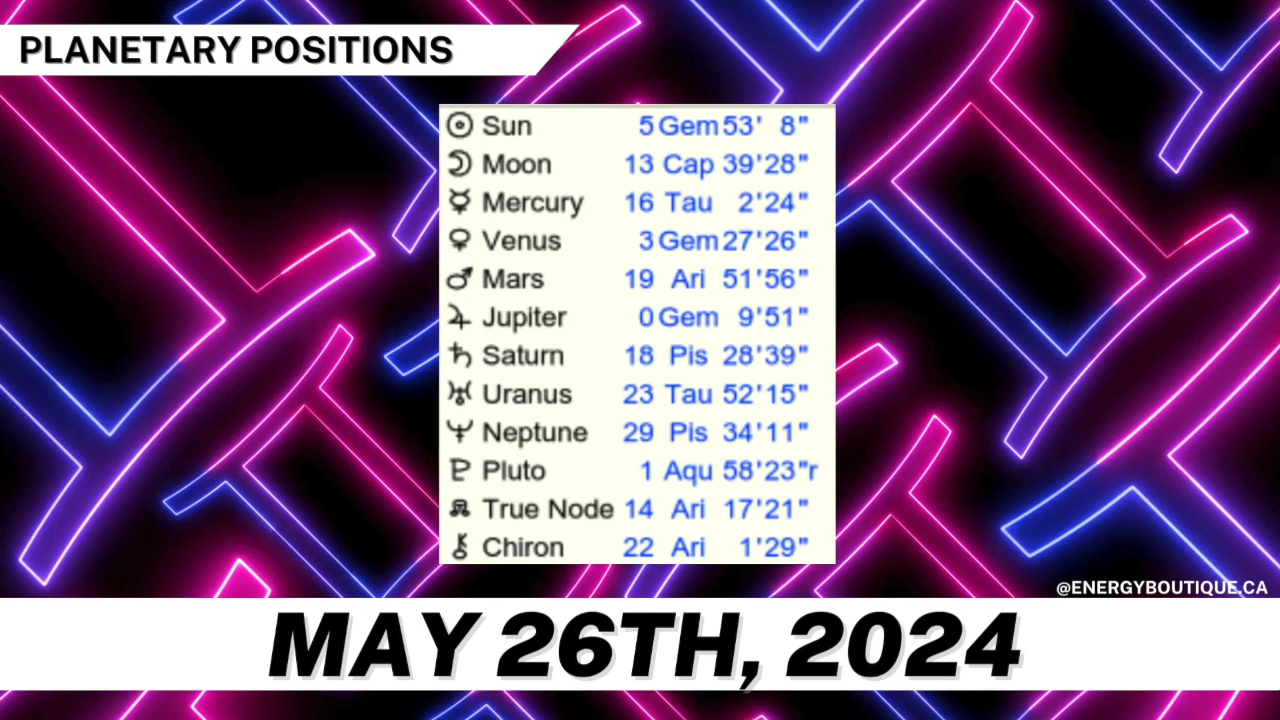 PLANETARY POSITIONS
Sun 5 Gem 53' 8"
Moon 13 Cap 39'28"
Mercury 16 Tau 2'24"
Venus 3 Gem 27'26"
Mars 19 Ari 51'56"
Jupiter 0 Gem 9'51"
Saturn 18 Pis 28'39"
Uranus 23 Tau 52'15"
Neptune 29 Pis 34'11"
Pluto 1 Aqu 58'23"r
True Node 14 Ari 17'21"
Chiron 22 Ari 1'29"
@ENERGYBOUTIQUE.CA
MAY 26TH, 2024